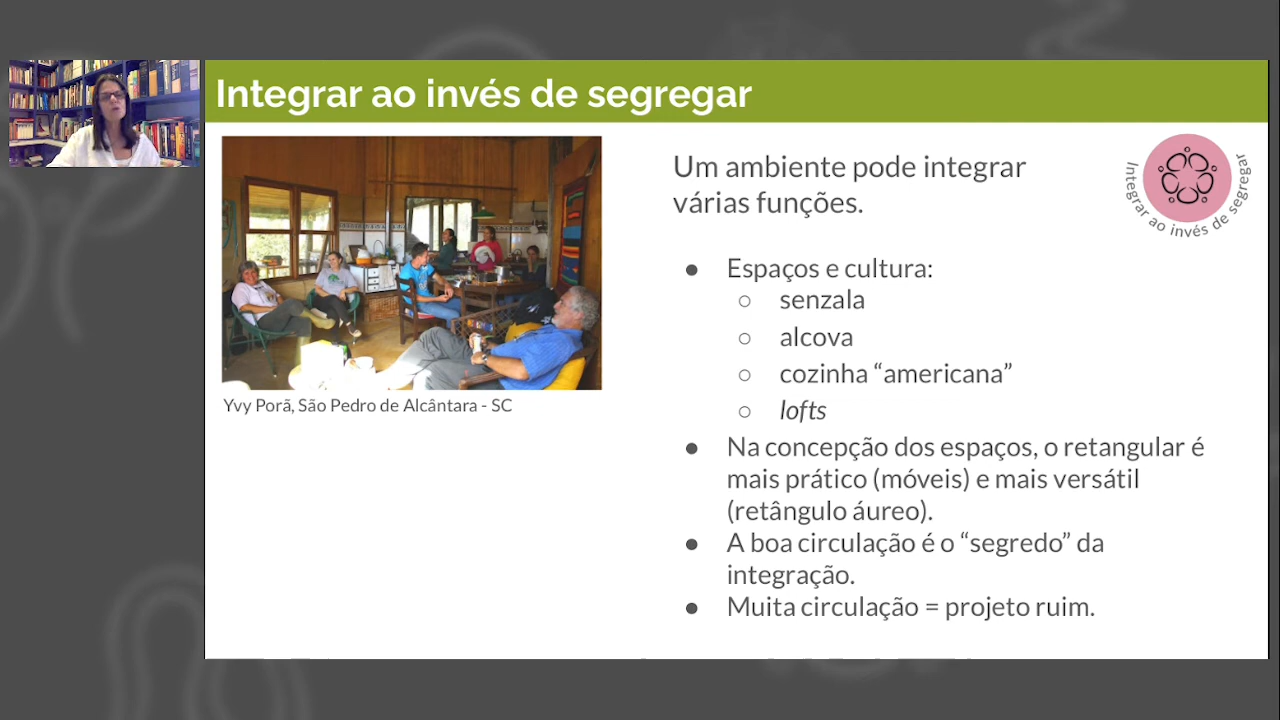 Integrar ao invés de segregar
Um ambiente pode integrar
várias funções.
Integrar ao invés de segregar
● Espaços e cultura:
○ senzala
○ alcova
○ cozinha “americana”
○ lofts
● Na concepção dos espaços, o retangular é
mais prático (móveis) e mais versátil
(retângulo áureo).
● A boa circulação é o “segredo” da
integração.
● Muita circulação = projeto ruim.
Yvy Porã, São Pedro de Alcântara - SC